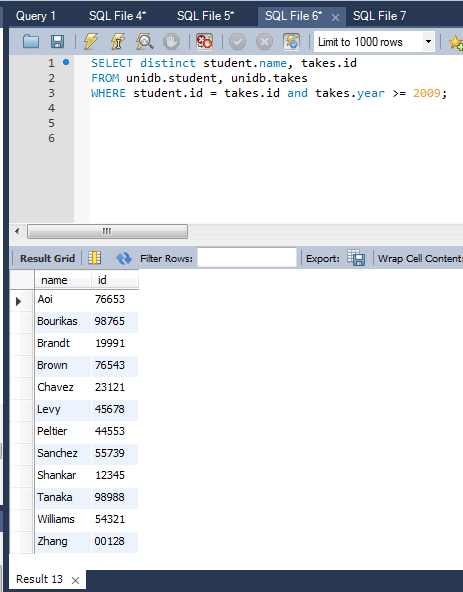 Query 1 SQL File 4* SQL File 5* SQL File 6* SQL File 7
Limit to 1000 rows
1 SELECT distinct student.name, takes.id
2 FROM unidb.student, unidb.takes
3 WHERE student.id = takes.id and takes.year >= 2009;
4
5
6
Result Grid Filter Rows: Export: Wrap Cell Content:
name id
Aoi 76653
Bourikas 98765
Brandt 19991
Brown 76543
Chavez 23121
Levy 45678
Peltier 44553
Sanchez 55739
Shankar 12345
Tanaka 98988
Williams 54321
Zhang 00128
Result 13